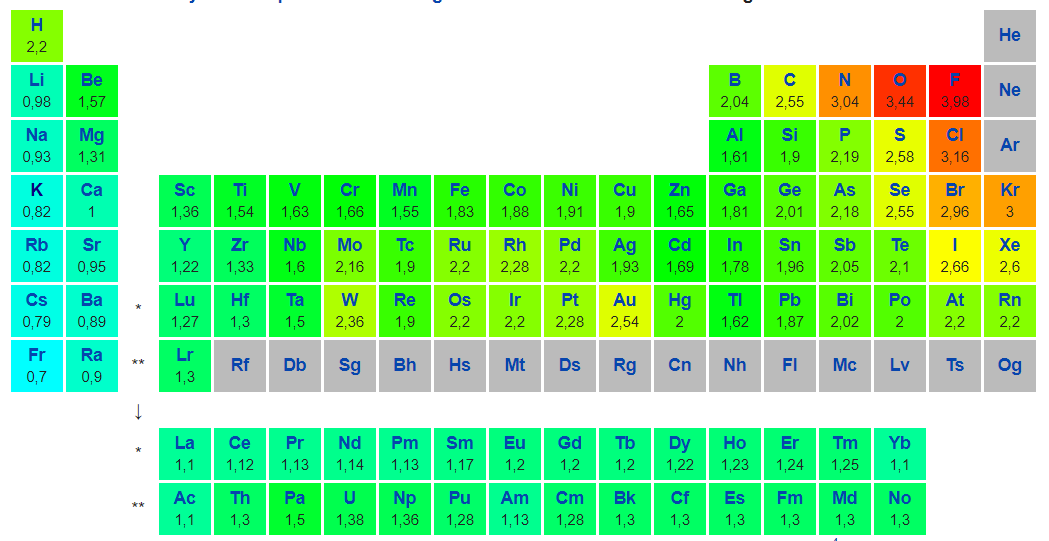 H He
2,2
Li Be B C N O F Ne
0,98 1,57 2,04 2,55 3,04 3,44 3,98
Na Mg Al Si P S Cl Ar
0,93 1,31 1,61 1,9 2,19 2,58 3,16
K Ca Sc Ti V Cr Mn Fe Co Ni Cu Zn Ga Ge As Se Br Kr
0,82 1 1,36 1,54 1,63 1,66 1,55 1,83 1,88 1,91 1,9 1,65 1,81 2,01 2,18 2,55 2,96 3
Rb Sr Y Zr Nb Mo Tc Ru Rh Pd Ag Cd In Sn Sb Te I Xe
0,82 0,95 1,22 1,33 1,6 2,16 1,9 2,2 2,28 2,2 1,93 1,69 1,78 1,96 2,05 2,1 2,66 2,6
Cs Ba * Lu Hf Ta W Re Os Ir Pt Au Hg Tl Pb Bi Po At Rn
0,79 0,89 1,27 1,3 1,5 2,36 1,9 2,2 2,2 2,28 2,54 2 1,62 1,87 2,02 2 2,2 2,2
Fr Ra ** Lr Rf Db Sg Bh Hs Mt Ds Rg Cn Nh Fl Mc Lv Ts Og
0,7 0,9 1,3
↓
* La Ce Pr Nd Pm Sm Eu Gd Tb Dy Ho Er Tm Yb
1,1 1,12 1,13 1,14 1,13 1,17 1,2 1,2 1,2 1,22 1,23 1,24 1,25 1,1
** Ac Th Pa U Np Pu Am Cm Bk Cf Es Fm Md No
1,1 1,3 1,5 1,38 1,36 1,28 1,13 1,28 1,3 1,3 1,3 1,3 1,3 1,3